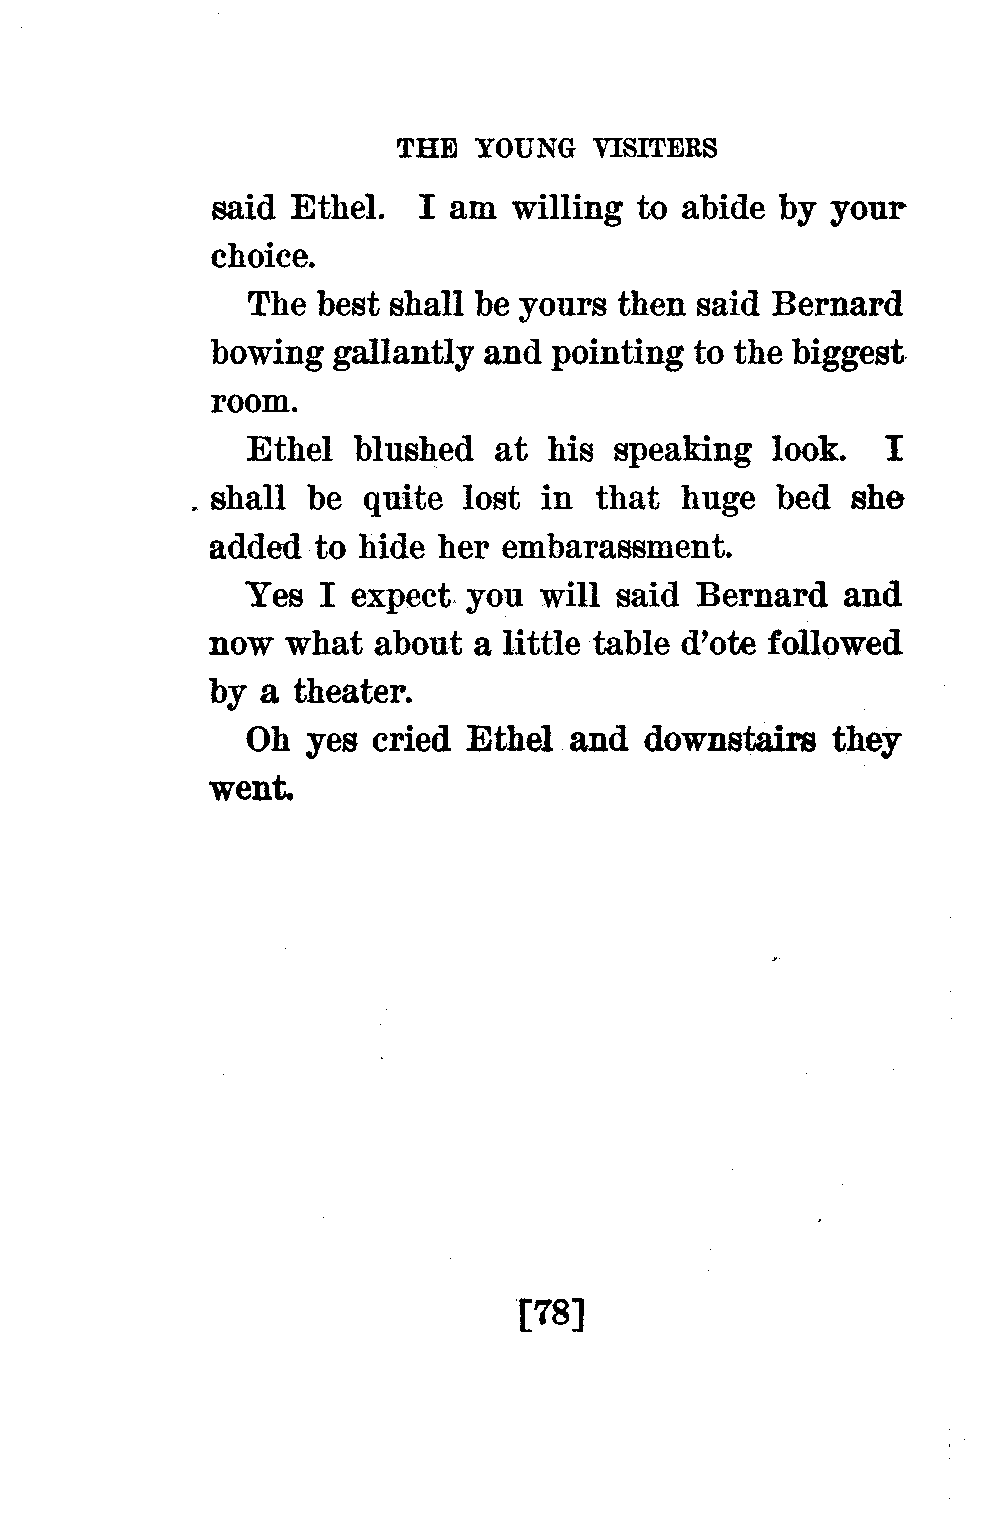 THE YOUNG VISITERS
said Ethel. I am willing to abide by your
choice.
The best shall be yours then said Bernard
bowing gallantly and pointing to the biggest
room.
Ethel blushed at his speaking look. I
shall be quite lost in that huge bed she
added to hide her embarassment.
Yes I expect you will said Bernard and
now what about a little table d'ote followed
by a theater.
Oh yes cried Ethel and downstairs they
went.
[78]